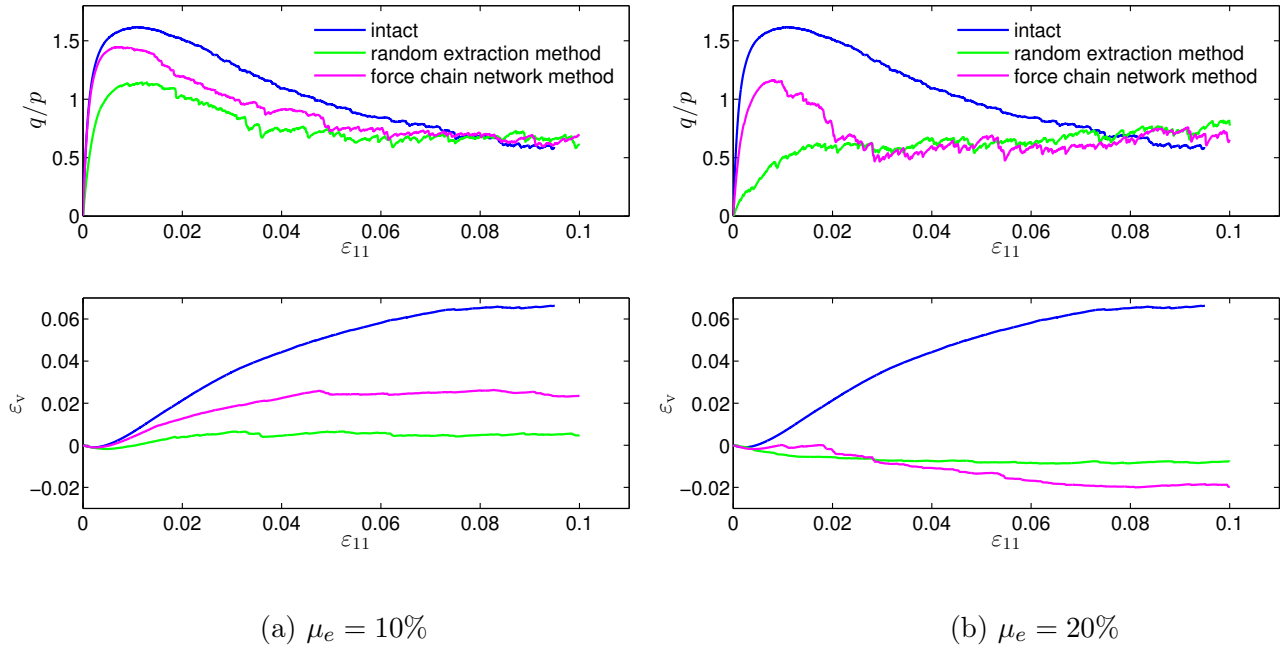 intact
random extraction method
force chain network method
q/p
1.5
1
0.5
0
0 0.02 0.04 0.06 0.08 0.1
ε₁₁
εᵥ
0.06
0.04
0.02
0
−0.02
0 0.02 0.04 0.06 0.08 0.1
ε₁₁
(a) μₑ = 10%
intact
random extraction method
force chain network method
q/p
1.5
1
0.5
0
0 0.02 0.04 0.06 0.08 0.1
ε₁₁
εᵥ
0.06
0.04
0.02
0
−0.02
0 0.02 0.04 0.06 0.08 0.1
ε₁₁
(b) μₑ = 20%